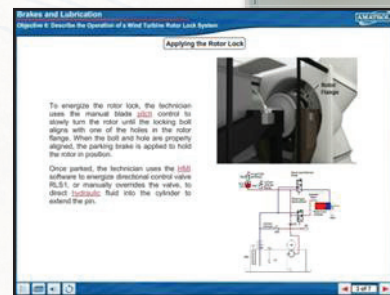 Brakes and Lubrication
AMATROL
Objective 6: Describe the Operation of a Wind Turbine Rotor Lock System
Applying the Rotor Lock
To energize the rotor lock, the technician
uses the manual blade pitch control to
slowly turn the rotor until the locking bolt
aligns with one of the holes in the rotor
flange. When the bolt and hole are properly
aligned, the parking brake is applied to hold
the rotor in position.
Once parked, the technician uses the HMI
software to energize directional control valve
RLS1, or manually overrides the valve, to
direct hydraulic fluid into the cylinder to
extend the pin.
Rotor
Flange